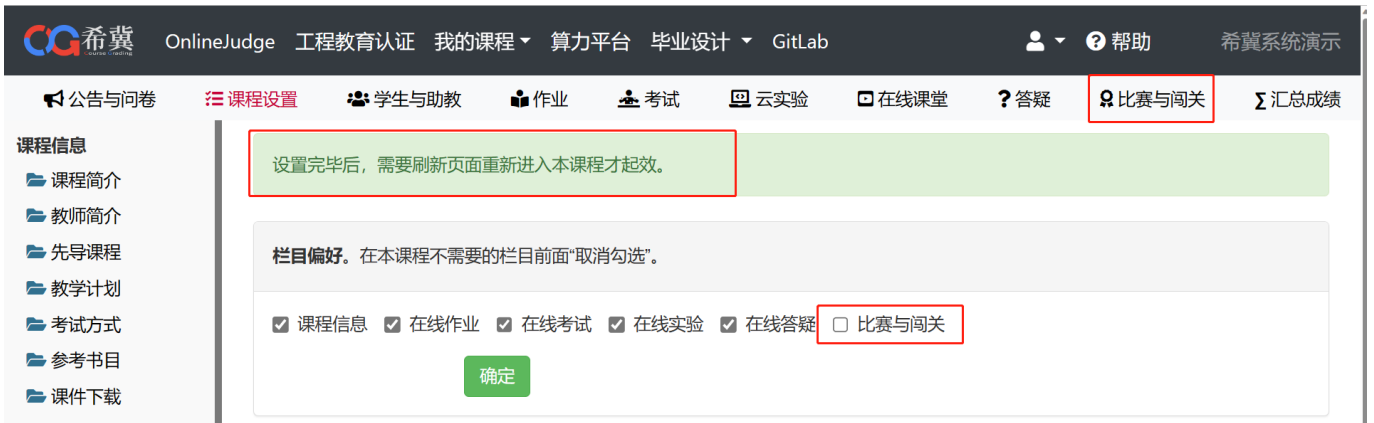 CG希冀 OnlineJudge 工程教育认证 我的课程 算力平台 毕业设计 GitLab 帮助 希冀系统演示
Course Grading
公告与问卷 课程设置 学生与助教 作业 考试 云实验 在线课堂 答疑 比赛与闯关 ∑汇总成绩
课程信息
设置完毕后，需要刷新页面重新进入本课程才起效。
课程简介
教师简介
先导课程
栏目偏好。在本课程不需要的栏目前面“取消勾选”。
教学计划
考试方式
课程信息 在线作业 在线考试 在线实验 在线答疑 比赛与闯关
参考书目
确定
课件下载